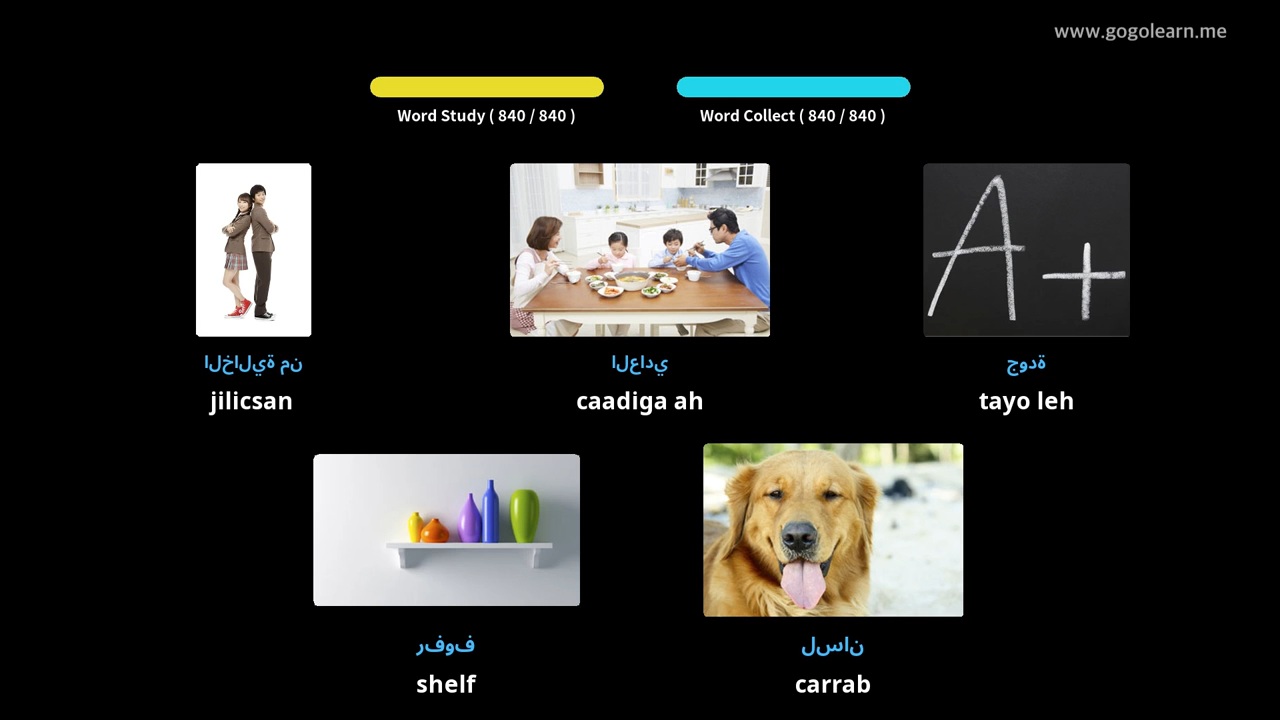 www.gogolearn.me
Word Study ( 840 / 840 )
Word Collect ( 840 / 840 )
الخالية من
العادي
جودة
jilicsan
caadiga ah
tayo leh
رفوف
لسان
shelf
carrab